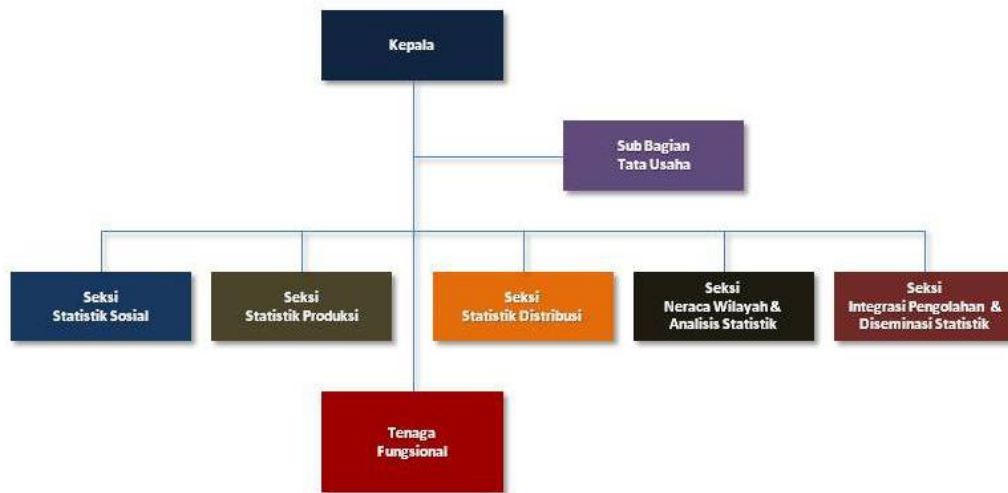 Kepala
Sub Bagian
Tata Usaha
Seksi
Statistik Sosial
Seksi
Statistik Produksi
Seksi
Statistik Distribusi
Seksi
Neraca Wilayah &
Analisis Statistik
Seksi
Integrasi Pengolahan &
Diseminasi Statistik
Tenaga
Fungsional